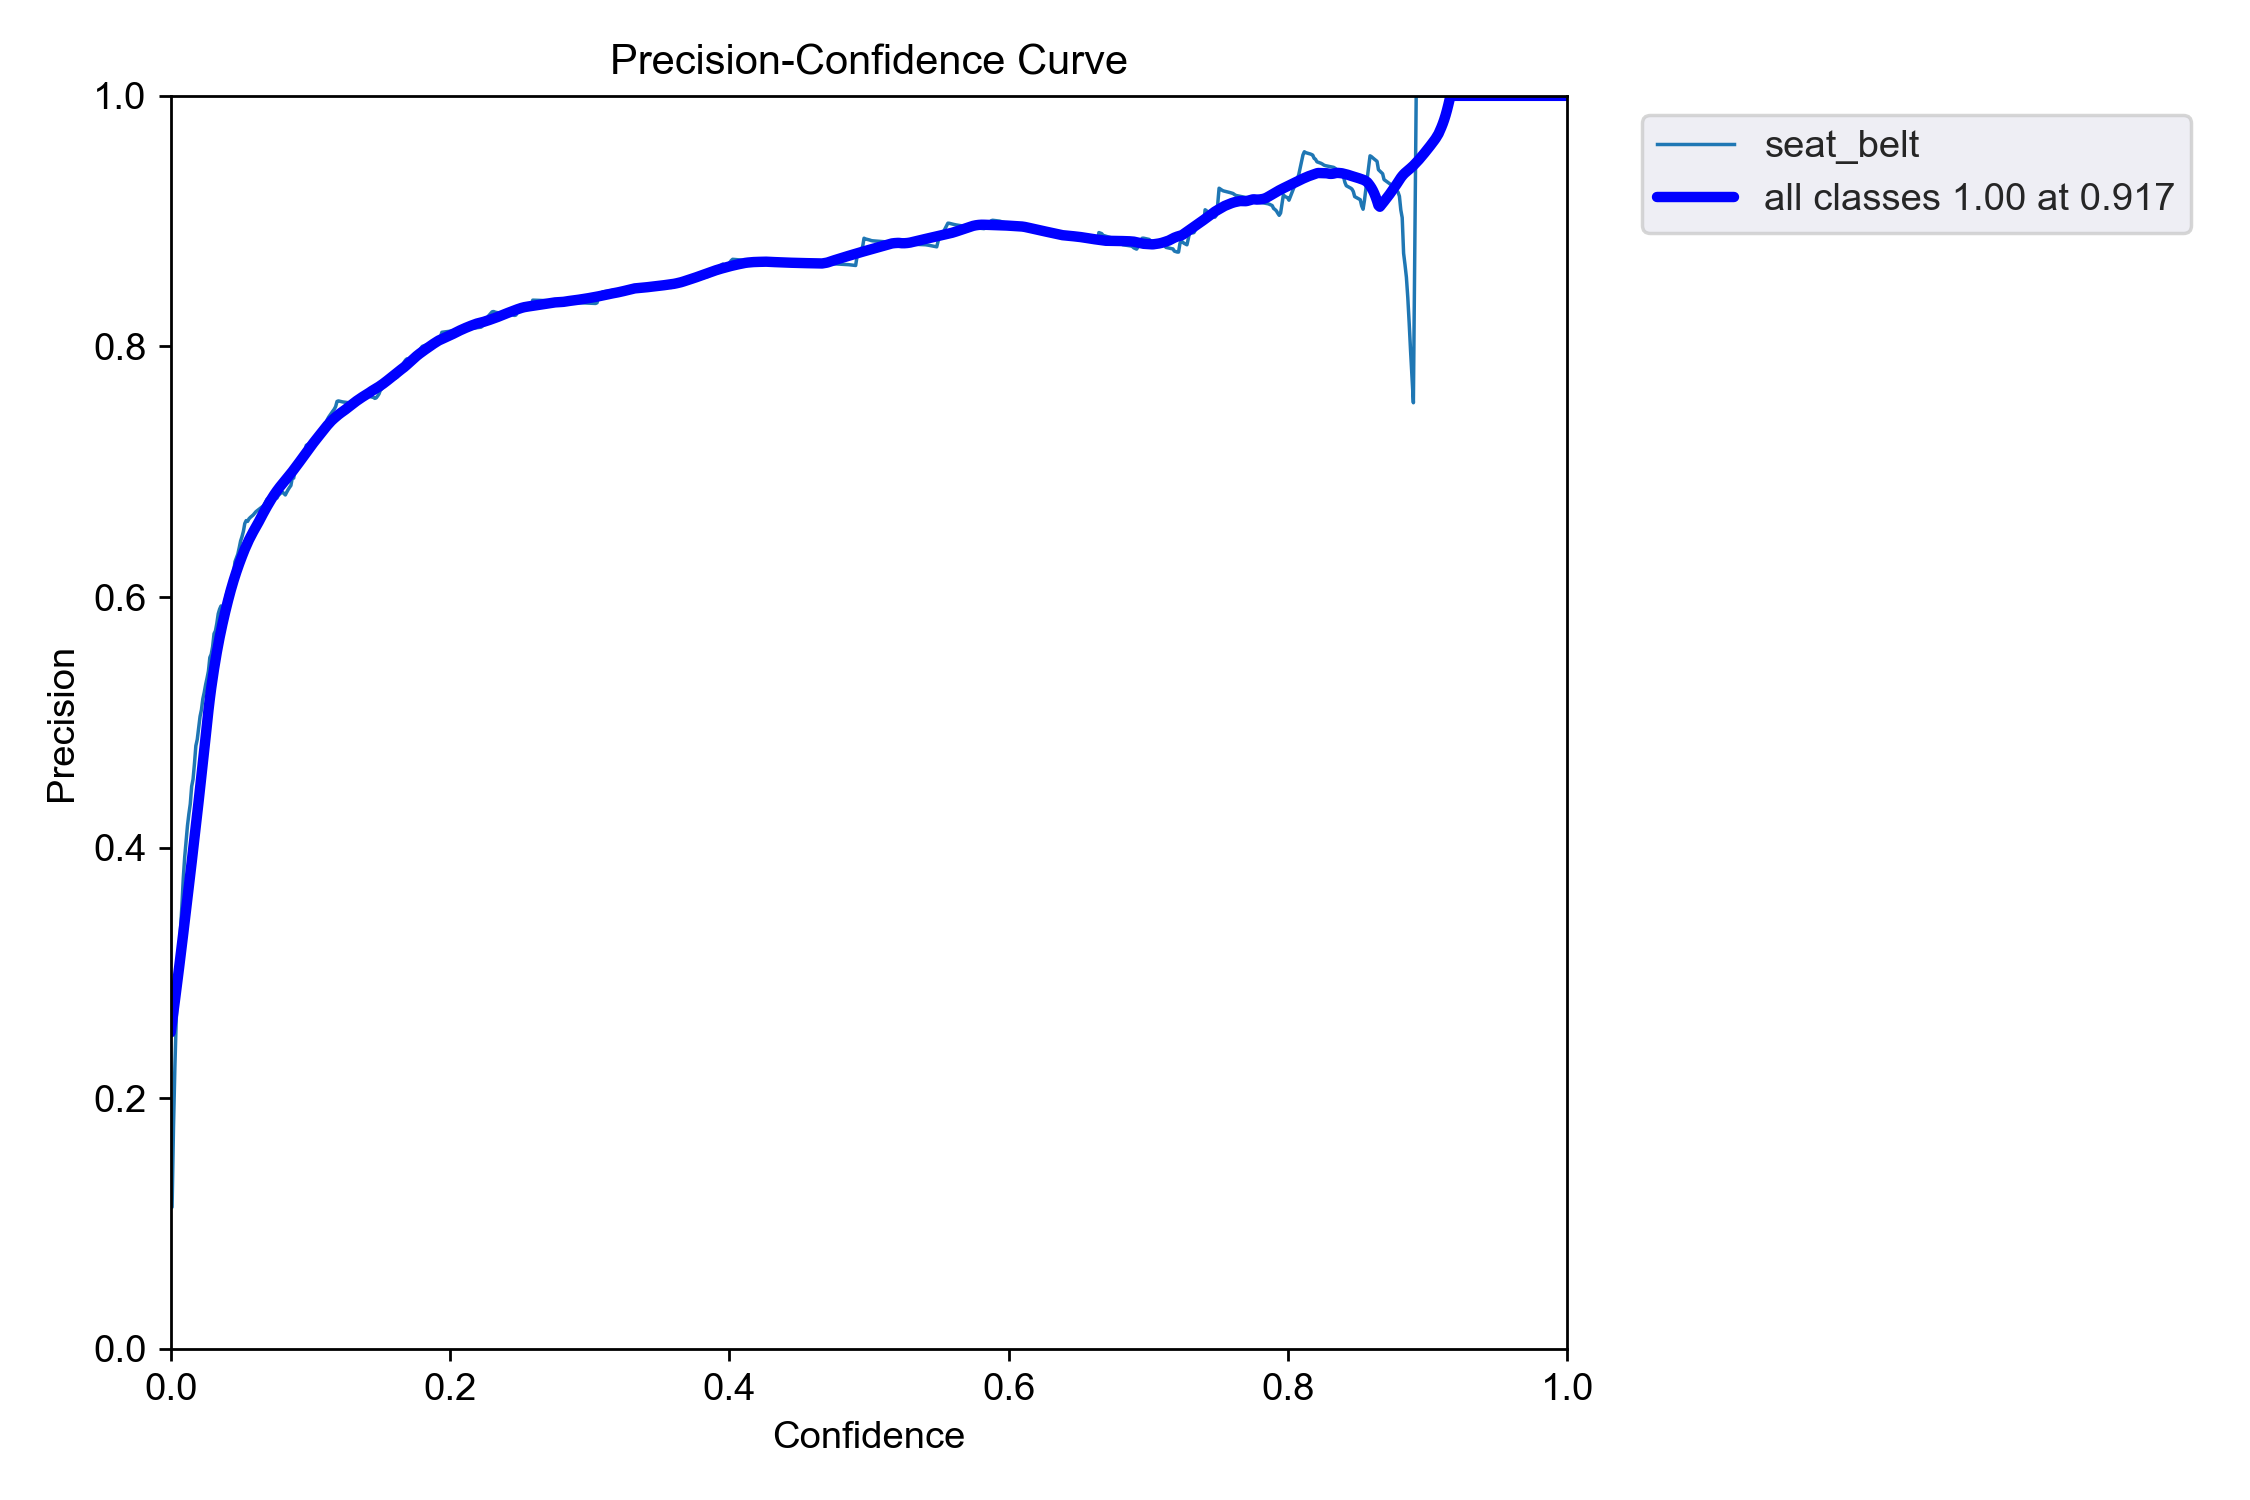 Precision-Confidence Curve
1.0
0.8
0.6
0.4
0.2
0.0
Precision
0.0 0.2 0.4 0.6 0.8 1.0
Confidence
seat_belt
all classes 1.00 at 0.917